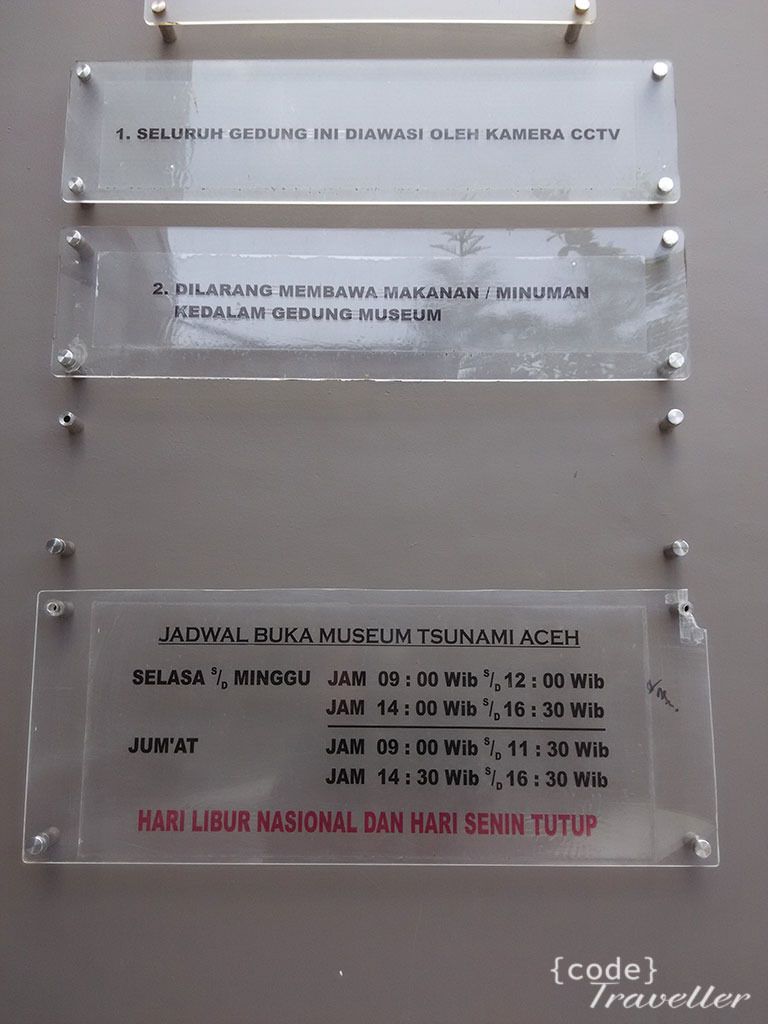 1. SELURUH GEDUNG INI DIAWASI OLEH KAMERA CCTV
2. DILARANG MEMBAWA MAKANAN / MINUMAN
KEDALAM GEDUNG MUSEUM
JADWAL BUKA MUSEUM TSUNAMI ACEH
SELASA S/D MINGGU JAM 09 : 00 Wib S/D 12 : 00 Wib
JAM 14 : 00 Wib S/D 16 : 30 Wib
JUM'AT JAM 09 : 00 Wib S/D 11 : 30 Wib
JAM 14 : 30 Wib S/D 16 : 30 Wib
HARI LIBUR NASIONAL DAN HARI SENIN TUTUP
{code}
Traveller